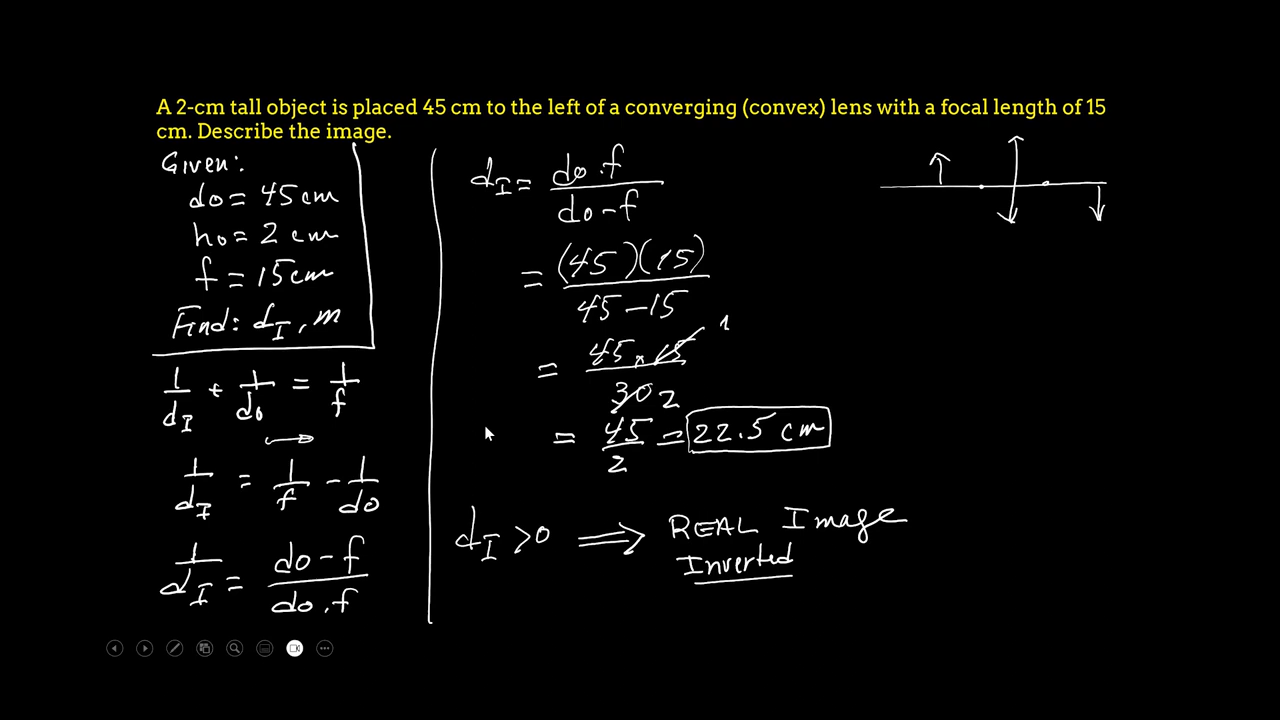 A 2-cm tall object is placed 45 cm to the left of a converging (convex) lens with a focal length of 15
cm. Describe the image.
Given:
do = 45 cm
ho = 2 cm
f = 15 cm
Find: dI, m
1/dI + 1/do = 1/f
1/dI = 1/f - 1/do
1/dI = do - f / do . f
dI = do . f / do - f
= (45)(15) / 45 - 15
= 45 x 15 1 / 30 2
= 45/2 = 22.5 cm
dI > 0 ⟹ REAL Image
Inverted